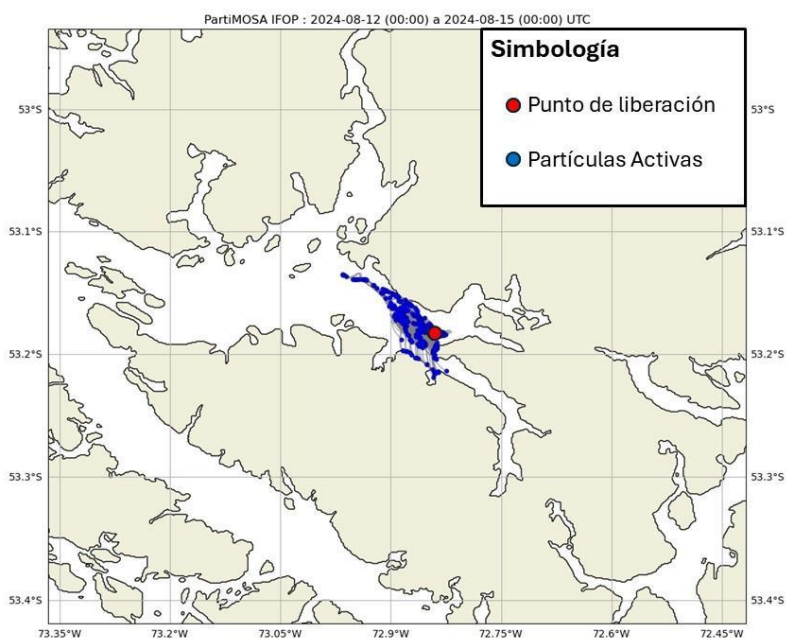 PartiMOSA IFOP : 2024-08-12 (00:00) a 2024-08-15 (00:00) UTC
Simbología
Punto de liberación
Partículas Activas
53°S
53°S
53.1°S
53.1°S
53.2°S
53.2°S
53.3°S
53.3°S
53.4°S
53.4°S
73.35°W
73.2°W
73.05°W
72.9°W
72.75°W
72.6°W
72.45°W